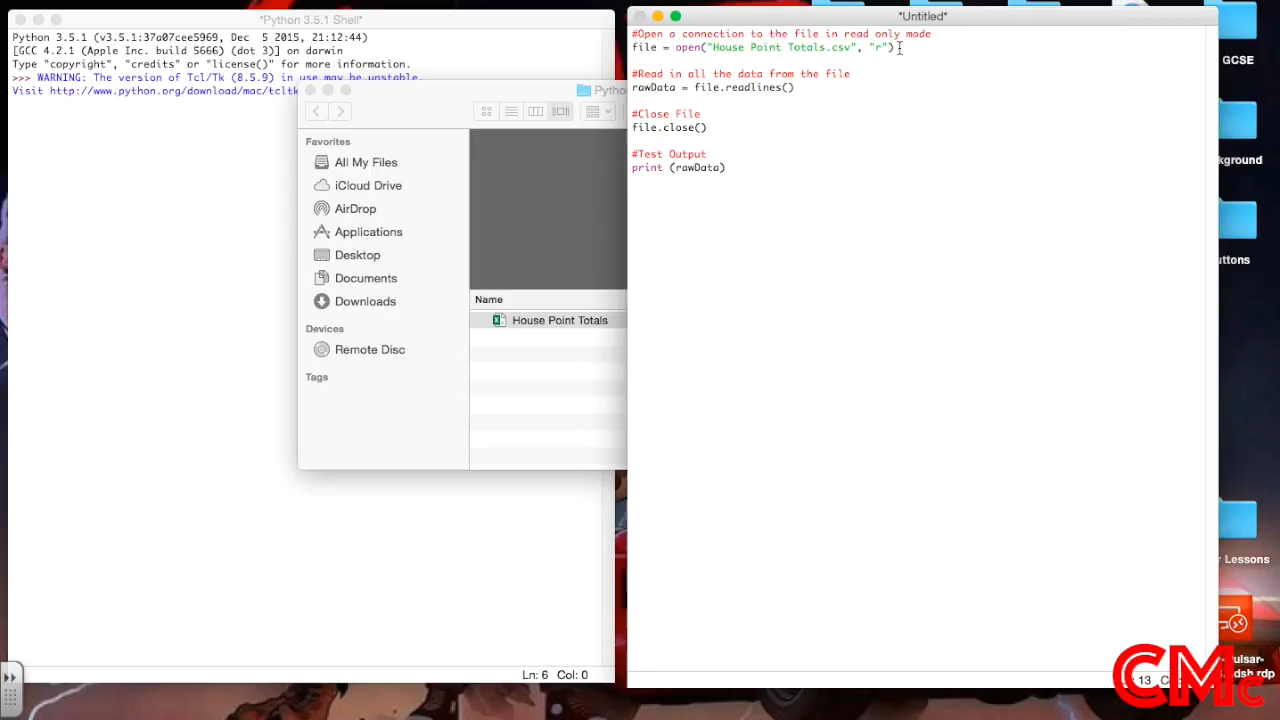 *Python 3.5.1 Shell*
Python 3.5.1 (v3.5.1:37a07cee5969, Dec  5 2015, 21:12:44)
[GCC 4.2.1 (Apple Inc. build 5666) (dot 3)] on darwin
Type "copyright", "credits" or "license()" for more information.
>>> WARNING: The version of Tcl/Tk (8.5.9) in use may be unstable.
Visit http://www.python.org/download/mac/tcltk
Ln: 6 Col: 0
Favorites
All My Files
iCloud Drive
AirDrop
Applications
Desktop
Documents
Downloads
Devices
Remote Disc
Tags
Name
House Point Totals
*Untitled*
#Open a connection to the file in read only mode
file = open("House Point Totals.csv", "r")
#Read in all the data from the file
rawData = file.readlines()
#Close File
file.close()
#Test Output
print (rawData)
13
GCSE
CMc